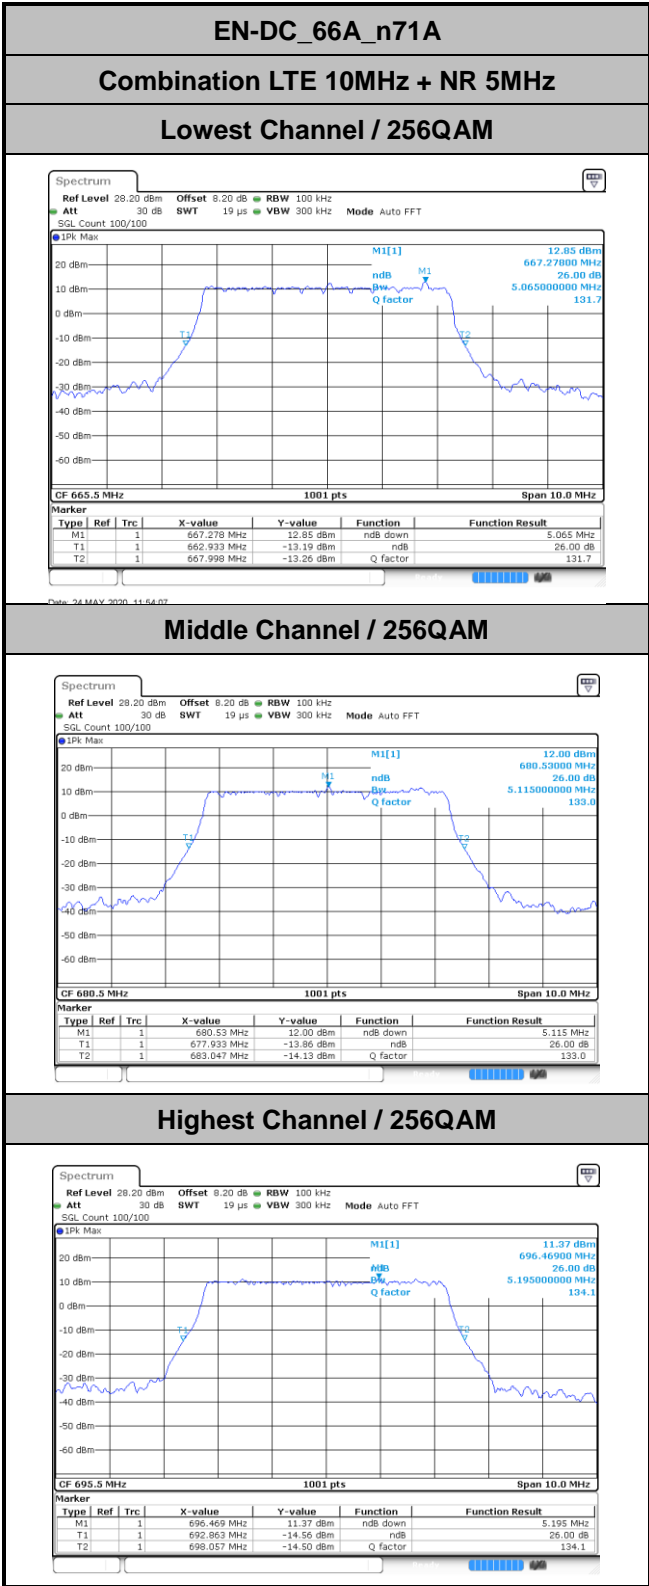 EN-DC_66A_n71A
Combination LTE 10MHz + NR 5MHz
Lowest Channel / 256QAM
Spectrum
Ref Level 28.20 dBm Offset 8.20 dB RBW 100 kHz
Att 30 dB SWT 19 µs VBW 300 kHz Mode Auto FFT
SGL Count 100/100
1Pk Max
M1[1] 12.85 dBm
667.27800 MHz
20 dBm
ndB 26.00 dB
M1
10 dBm
Bw 5.065000000 MHz
Q factor 131.7
0 dBm
-10 dBm
T1 T2
-20 dBm
-30 dBm
-40 dBm
-50 dBm
-60 dBm
CF 665.5 MHz 1001 pts Span 10.0 MHz
Marker
Type Ref Trc X-value Y-value Function Function Result
M1 1 667.278 MHz 12.85 dBm ndB down 5.065 MHz
T1 1 662.933 MHz -13.19 dBm ndB 26.00 dB
T2 1 667.998 MHz -13.26 dBm Q factor 131.7
Date: 24.MAY.2020 11:54:07
Middle Channel / 256QAM
Spectrum
Ref Level 28.20 dBm Offset 8.20 dB RBW 100 kHz
Att 30 dB SWT 19 µs VBW 300 kHz Mode Auto FFT
SGL Count 100/100
1Pk Max
M1[1] 12.00 dBm
680.53000 MHz
20 dBm
M1
ndB 26.00 dB
10 dBm
Bw 5.115000000 MHz
Q factor 133.0
0 dBm
-10 dBm
T1 T2
-20 dBm
-30 dBm
-40 dBm
-50 dBm
-60 dBm
CF 680.5 MHz 1001 pts Span 10.0 MHz
Marker
Type Ref Trc X-value Y-value Function Function Result
M1 1 680.53 MHz 12.00 dBm ndB down 5.115 MHz
T1 1 677.933 MHz -13.86 dBm ndB 26.00 dB
T2 1 683.047 MHz -14.13 dBm Q factor 133.0
Highest Channel / 256QAM
Spectrum
Ref Level 28.20 dBm Offset 8.20 dB RBW 100 kHz
Att 30 dB SWT 19 µs VBW 300 kHz Mode Auto FFT
SGL Count 100/100
1Pk Max
M1[1] 11.37 dBm
696.46900 MHz
20 dBm
ndB 26.00 dB
10 dBm
Bw 5.195000000 MHz
Q factor 134.1
0 dBm
-10 dBm
T1 T2
-20 dBm
-30 dBm
-40 dBm
-50 dBm
-60 dBm
CF 695.5 MHz 1001 pts Span 10.0 MHz
Marker
Type Ref Trc X-value Y-value Function Function Result
M1 1 696.469 MHz 11.37 dBm ndB down 5.195 MHz
T1 1 692.863 MHz -14.56 dBm ndB 26.00 dB
T2 1 698.057 MHz -14.50 dBm Q factor 134.1